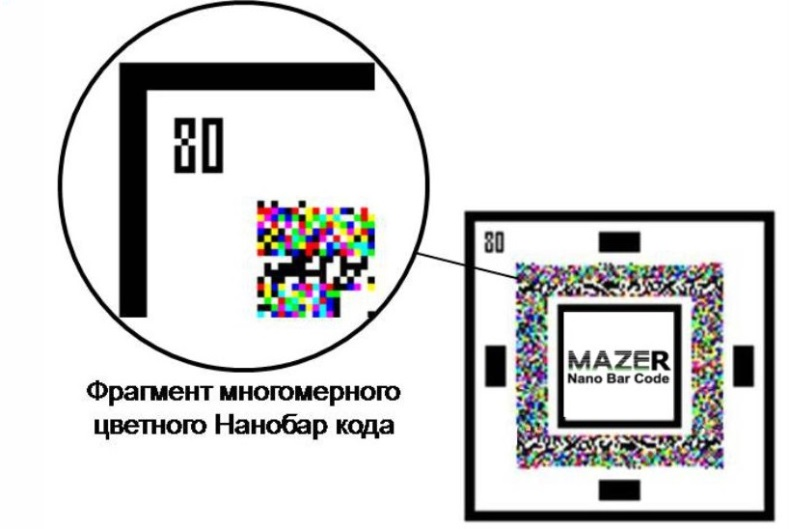 80
80
MAZER
Nano Bar Code
Фрагмент многомерного
цветного Нанобар кода